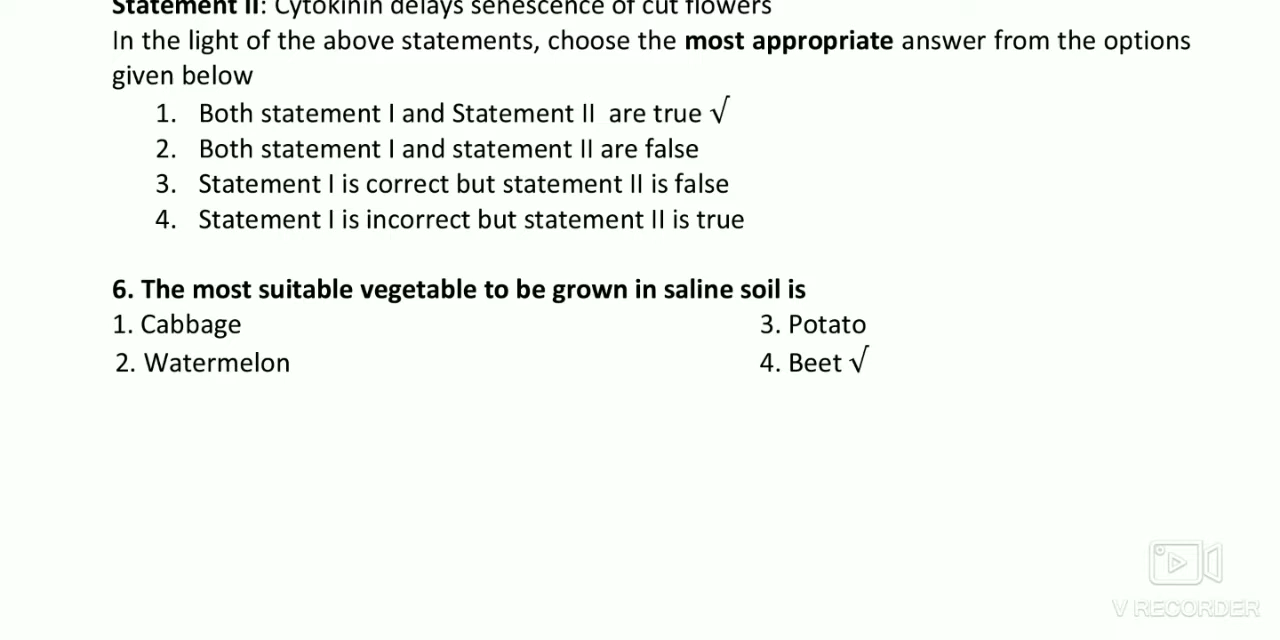 Statement II: Cytokinin delays senescence of cut flowers
In the light of the above statements, choose the most appropriate answer from the options
given below
1. Both statement I and Statement II are true √
2. Both statement I and statement II are false
3. Statement I is correct but statement II is false
4. Statement I is incorrect but statement II is true
6. The most suitable vegetable to be grown in saline soil is
1. Cabbage 3. Potato
2. Watermelon 4. Beet √
V RECORDER